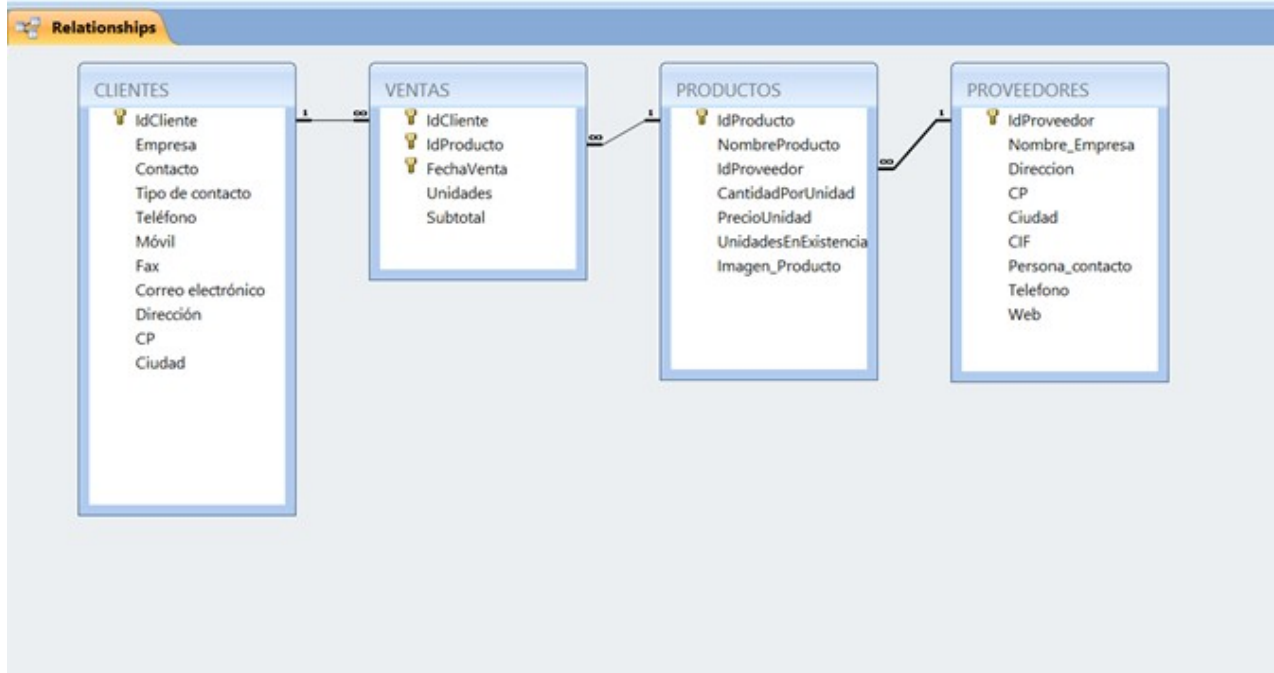 Relationships
CLIENTES
IdCliente
Empresa
Contacto
Tipo de contacto
Teléfono
Móvil
Fax
Correo electrónico
Dirección
CP
Ciudad
1
∞
VENTAS
IdCliente
IdProducto
FechaVenta
Unidades
Subtotal
∞
1
PRODUCTOS
IdProducto
NombreProducto
IdProveedor
CantidadPorUnidad
PrecioUnidad
UnidadesEnExistencia
Imagen_Producto
∞
1
PROVEEDORES
IdProveedor
Nombre_Empresa
Direccion
CP
Ciudad
CIF
Persona_contacto
Telefono
Web